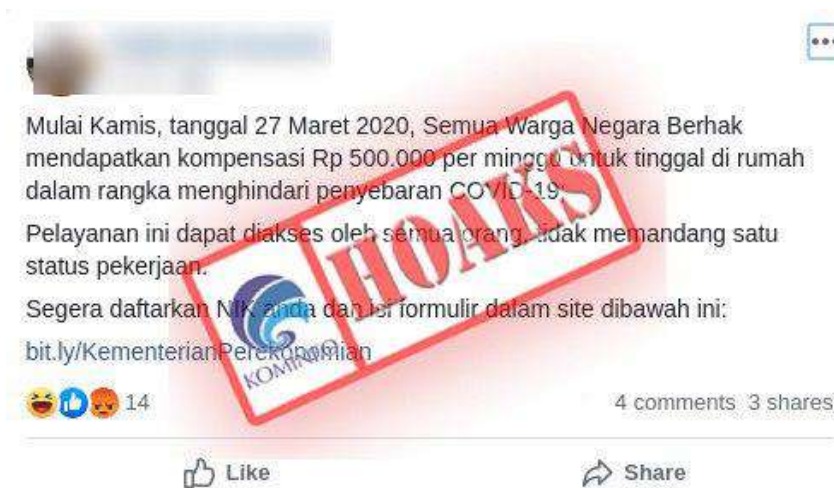 Mulai Kamis, tanggal 27 Maret 2020, Semua Warga Negara Berhak
mendapatkan kompensasi Rp 500.000 per minggu untuk tinggal di rumah
dalam rangka menghindari penyebaran COVID-19.
Pelayanan ini dapat diakses oleh semua orang, tidak memandang satu
status pekerjaan.
Segera daftarkan NIK anda dan isi formulir dalam site dibawah ini:
bit.ly/KementerianPerekonomian
HOAKS
KOMINFO
14
4 comments 3 shares
Like
Share